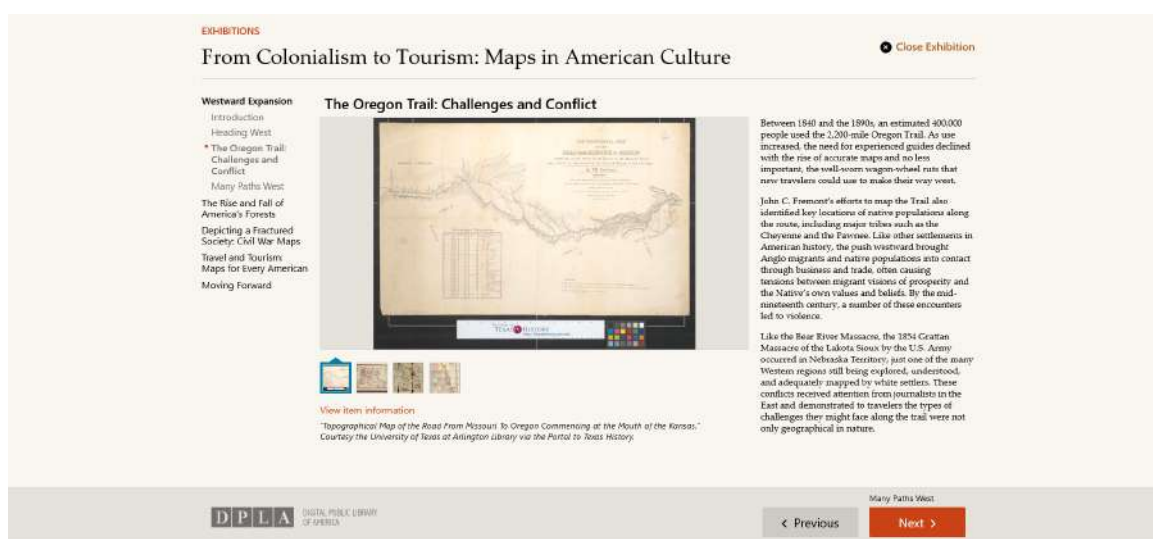 EXHIBITIONS
From Colonialism to Tourism: Maps in American Culture
Close Exhibition
Westward Expansion
Introduction
Heading West
* The Oregon Trail:
Challenges and
Conflict
Many Paths West
The Rise and Fall of
America's Forests
Depicting a Fractured
Society: Civil War Maps
Travel and Tourism:
Maps for Every American
Moving Forward
The Oregon Trail: Challenges and Conflict
TEXAS HISTORY
View item information
"Topographical Map of the Road From Missouri To Oregon Commencing at the Mouth of the Kansas."
Courtesy the University of Texas at Arlington Library via the Portal to Texas History.
Between 1840 and the 1890s, an estimated 400,000
people used the 2,200-mile Oregon Trail. As use
increased, the need for experienced guides declined
with the rise of accurate maps and no less
important, the well-worn wagon-wheel ruts that
new travelers could use to make their way west.
John C. Fremont's efforts to map the Trail also
identified key locations of native populations along
the route, including major tribes such as the
Cheyenne and the Pawnee. Like other settlements in
American history, the push westward brought
Anglo migrants and native populations into contact
through business and trade, often causing
tensions between migrant visions of prosperity and
the Native's own values and beliefs. By the mid-
nineteenth century, a number of these encounters
led to violence.
Like the Bear River Massacre, the 1854 Grattan
Massacre of the Lakota Sioux by the U.S. Army
occurred in Nebraska Territory, just one of the many
Western regions still being explored, understood,
and adequately mapped by white settlers. These
conflicts received attention from journalists in the
East and demonstrated to travelers the types of
challenges they might face along the trail were not
only geographical in nature.
DPLA
DIGITAL PUBLIC LIBRARY
OF AMERICA
Many Paths West
< Previous
Next >